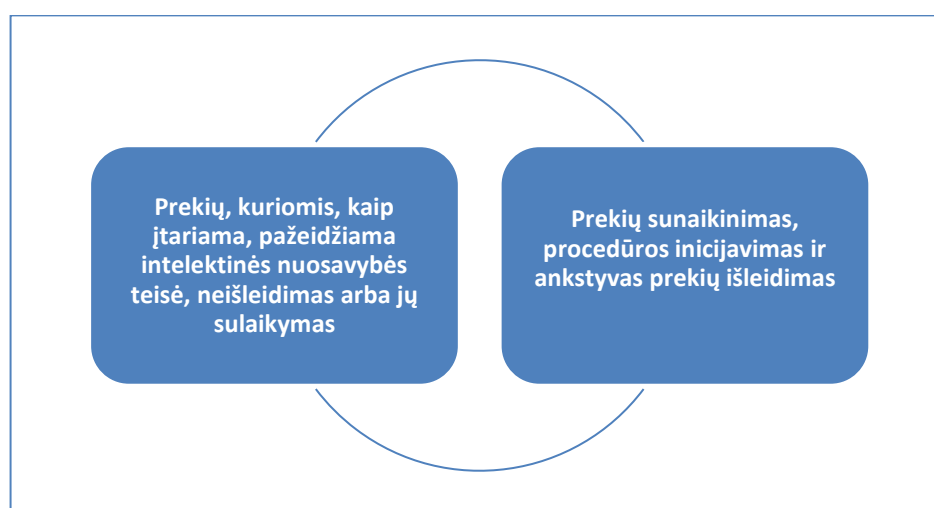 Prekių, kuriomis, kaip
įtariama, pažeidžiama
intelektinės nuosavybės
teisė, neišleidimas arba jų
sulaikymas
Prekių sunaikinimas,
procedūros inicijavimas ir
ankstyvas prekių išleidimas